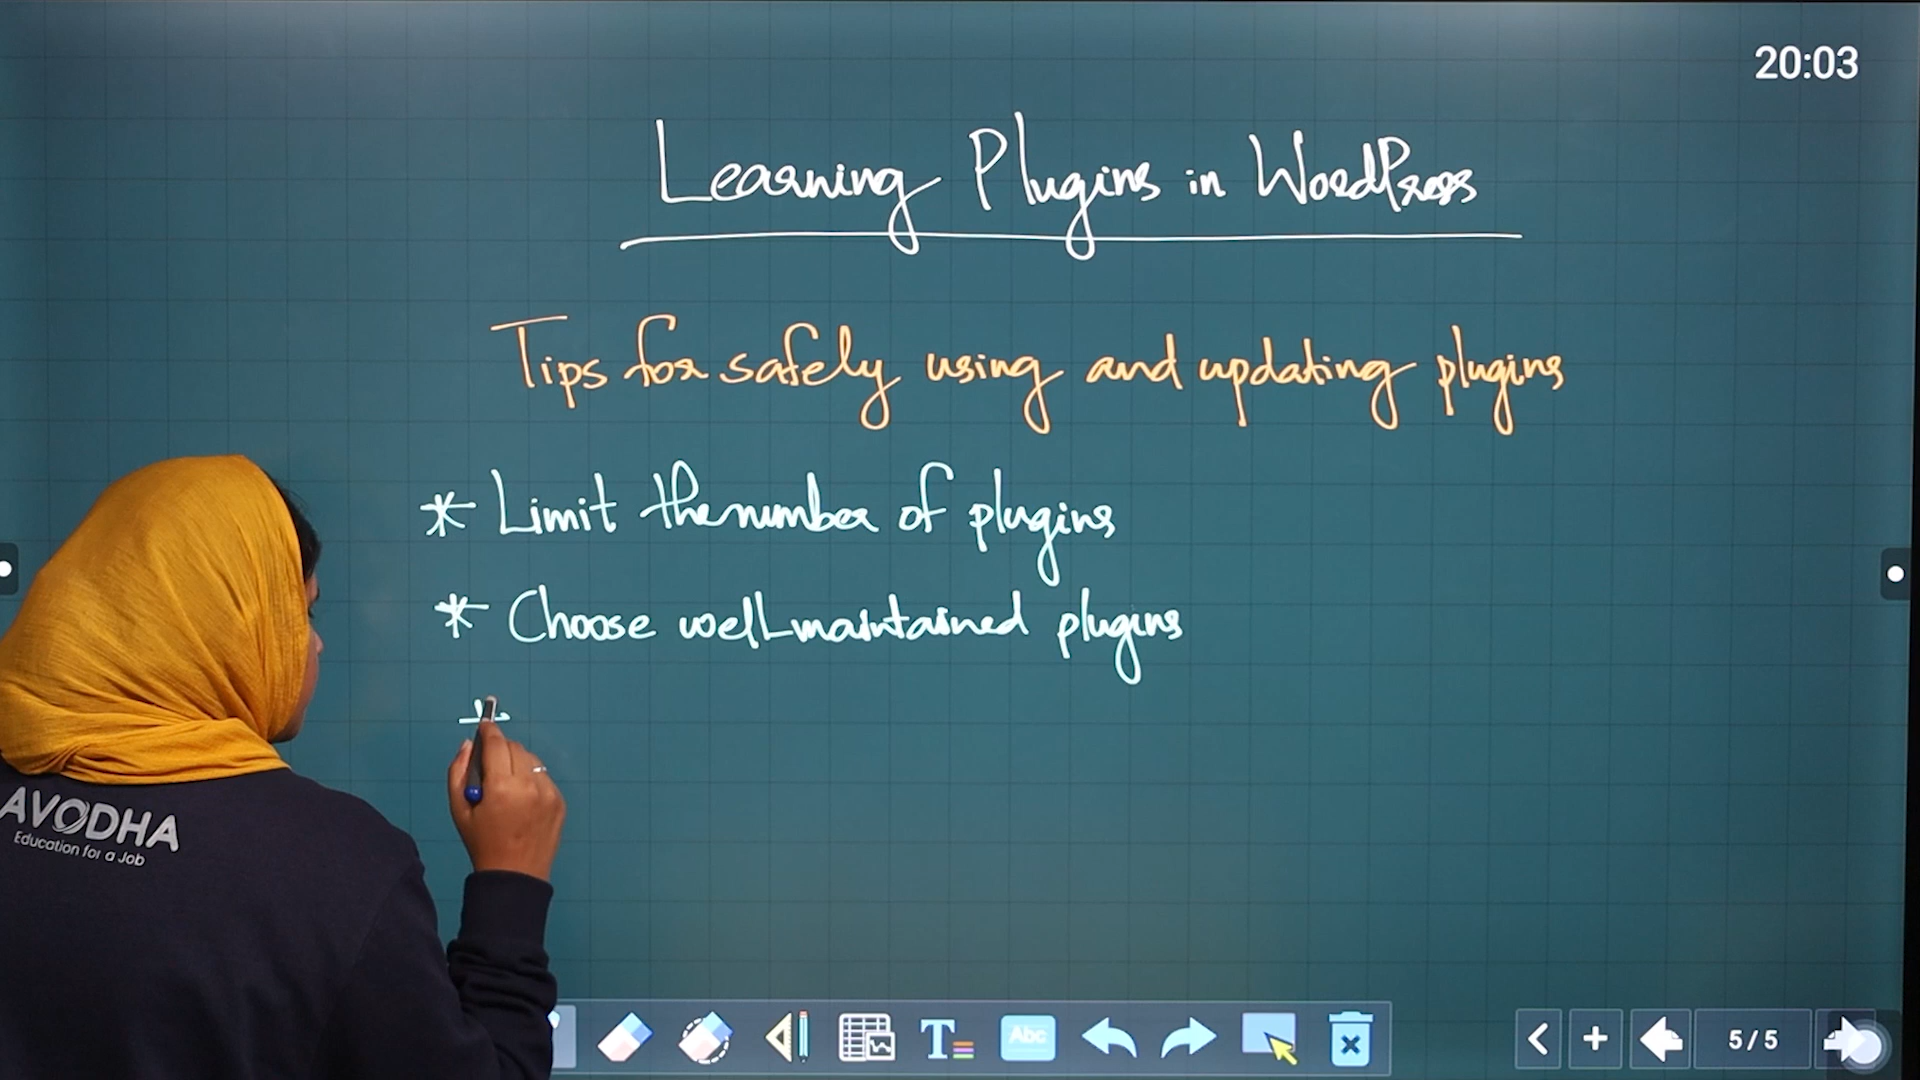 20:03
Learning Plugins in WordPress
Tips for safely using and updating plugins
* Limit the number of plugins
* Choose well-maintained plugins
AVODHA
Education for a Job
Abc
5/5